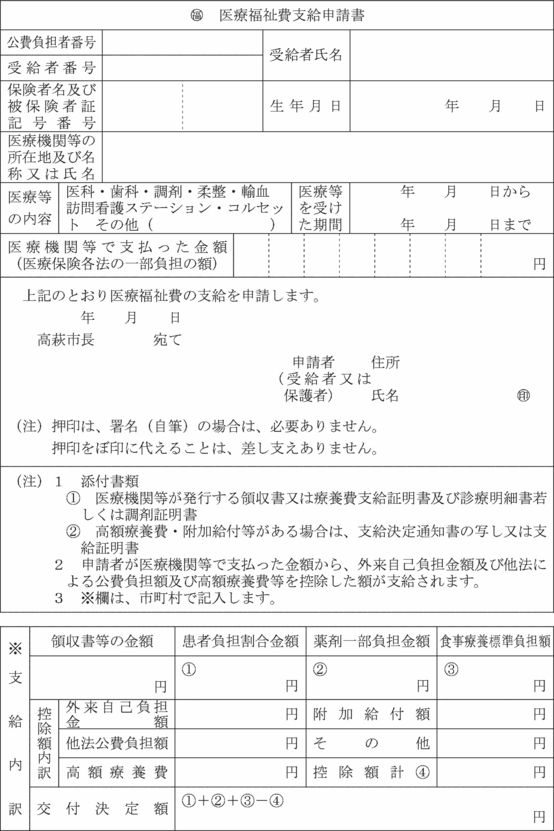 ㊝ 医療福祉費支給申請書
公費負担者番号
受給者番号
受給者氏名
保険者名及び
被保険者証
記号番号
生年月日
年 月 日
医療機関等の
所在地及び名
称又は氏名
医療等
の内容
医科・歯科・調剤・柔整・輸血
訪問看護ステーション・コルセッ
ト その他（ ）
医療等
を受け
た期間
年 月 日から
年 月 日まで
医療機関等で支払った金額
（医療保険各法の一部負担の額）
円
上記のとおり医療福祉費の支給を申請します。
年 月 日
高萩市長 宛て
申請者 住所
（受給者又は
保護者） 氏名 ㊞
（注）押印は、署名（自筆）の場合は、必要ありません。
押印をぼ印に代えることは、差し支えありません。
（注）１ 添付書類
① 医療機関等が発行する領収書又は療養費支給証明書及び診療明細書若
しくは調剤証明書
② 高額療養費・附加給付等がある場合は、支給決定通知書の写し又は支
給証明書
２ 申請者が医療機関等で支払った金額から、外来自己負担金額及び他法に
よる公費負担額及び高額療養費等を控除した額が支給されます。
３ ※欄は、市町村で記入します。
※支給内訳
領収書等の金額 患者負担割合金額 薬剤一部負担金額 食事療養標準負担額
円 ① 円 ② 円 ③ 円
控除額内訳
外来自己負担
金額
円 附加給付額 円
他法公費負担額 円 その他 円
高額療養費 円 控除額計④ 円
交付決定額 ①＋②＋③－④ 円